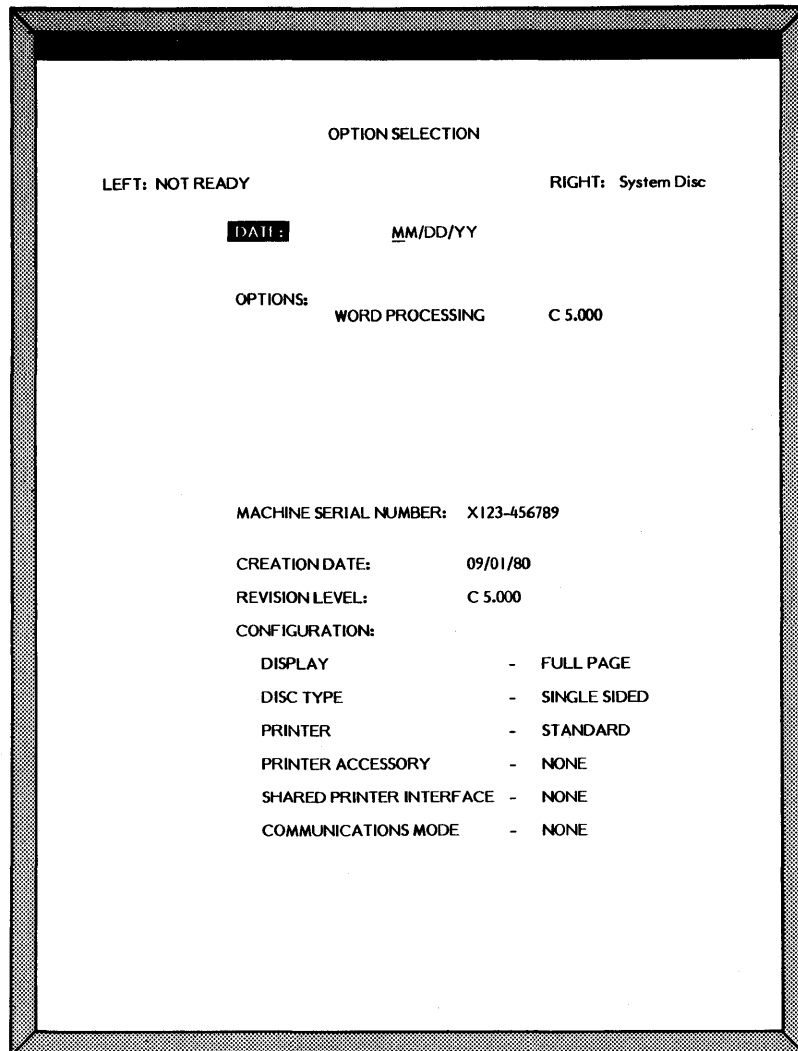 OPTION SELECTION
LEFT: NOT READY RIGHT: System Disc
DATE: MM/DD/YY
OPTIONS:
WORD PROCESSING C 5.000
MACHINE SERIAL NUMBER: X123-456789
CREATION DATE: 09/01/80
REVISION LEVEL: C 5.000
CONFIGURATION:
DISPLAY - FULL PAGE
DISC TYPE - SINGLE SIDED
PRINTER - STANDARD
PRINTER ACCESSORY - NONE
SHARED PRINTER INTERFACE - NONE
COMMUNICATIONS MODE - NONE